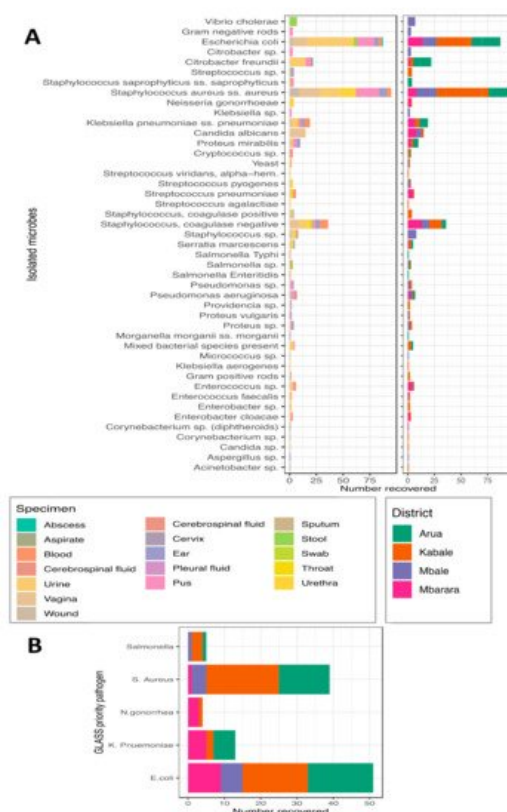 A
Vibrio cholerae
Gram negative rods
Escherichia coli
Citrobacter sp.
Citrobacter freundii
Streptococcus sp.
Staphylococcus saprophyticus ss. saprophyticus
Staphylococcus aureus ss. aureus
Neisseria gonorrhoeae
Klebsiella sp.
Klebsiella pneumoniae ss. pneumoniae
Candida albicans
Proteus mirabilis
Cryptococcus sp.
Yeast
Streptococcus viridans, alpha-hem.
Streptococcus pyogenes
Streptococcus pneumoniae
Streptococcus agalactiae
Staphylococcus, coagulase positive
Staphylococcus, coagulase negative
Staphylococcus sp.
Serratia marcescens
Salmonella Typhi
Salmonella sp.
Salmonella Enteritidis
Pseudomonas sp.
Pseudomonas aeruginosa
Providencia sp.
Proteus vulgaris
Proteus sp.
Morganella morganii ss. morganii
Mixed bacterial species present
Micrococcus sp.
Klebsiella aerogenes
Gram positive rods
Enterococcus sp.
Enterococcus faecalis
Enterobacter sp.
Enterobacter cloacae
Corynebacterium sp. (diphtheroids)
Corynebacterium sp.
Candida sp.
Aspergillus sp.
Acinetobacter sp.
Isolated microbes
0 25 50 75 0 25 50 75
Number recovered Number recovered
Specimen
Abscess
Aspirate
Blood
Cerebrospinal fluid
Urine
Vagina
Wound
Cerebrospinal fluid
Cervix
Ear
Pleural fluid
Pus
Sputum
Stool
Swab
Throat
Urethra
District
Arua
Kabale
Mbale
Mbarara
B
Salmonella
S. Aureus
N.gonorrhea
K. Pnuemoniae
E.coli
GLASS priority pathogen
0 10 20 30 40 50
Number recovered